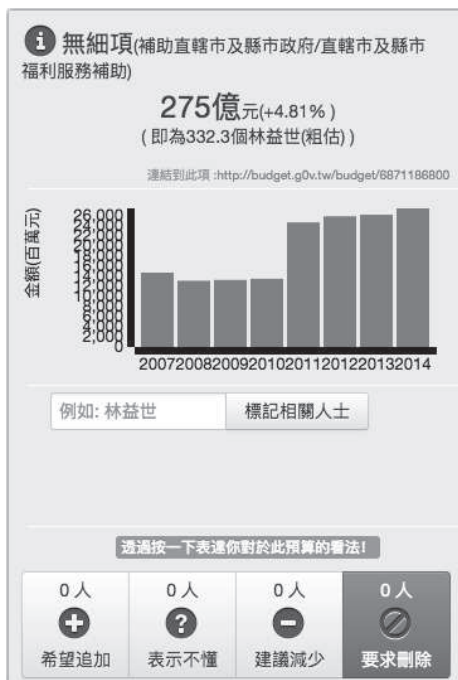 無細項(補助直轄市及縣市政府/直轄市及縣市
福利服務補助)
275億元(+4.81% )
( 即為332.3個林益世(粗估) )
連結到此項 :http://budget.g0v.tw/budget/6871186800
金額(百萬元)
26,000
24,000
22,000
20,000
18,000
16,000
14,000
12,000
10,000
8,000
6,000
4,000
2,000
0
2007 2008 2009 2010 2011 2012 2013 2014
例如: 林益世 標記相關人士
透過按一下表達你對於此預算的看法!
0 人 0 人 0 人 0 人
希望追加 表示不懂 建議減少 要求刪除